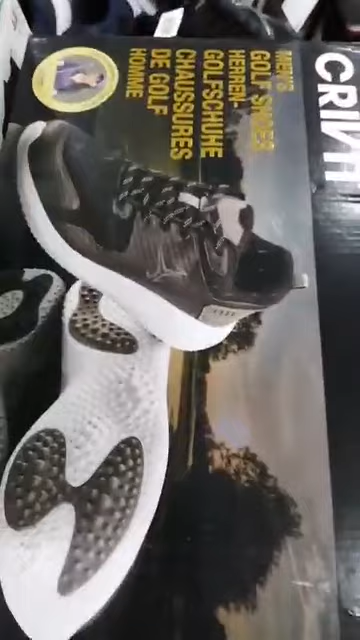 CRIVIT
MEN'S
GOLF SHOES
HERREN-
GOLFSCHUHE
CHAUSSURES
DE GOLF
HOMME